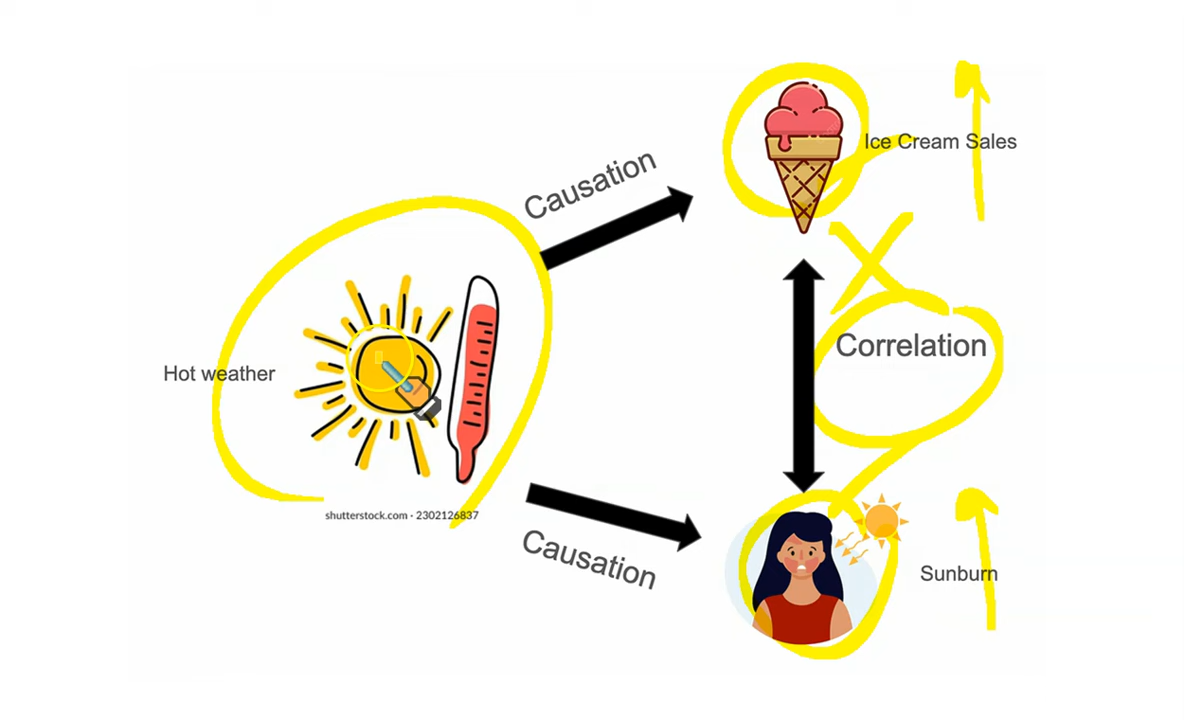 Causation
Ice Cream Sales
Hot weather
Correlation
shutterstock.com · 2302126837
Causation
Sunburn